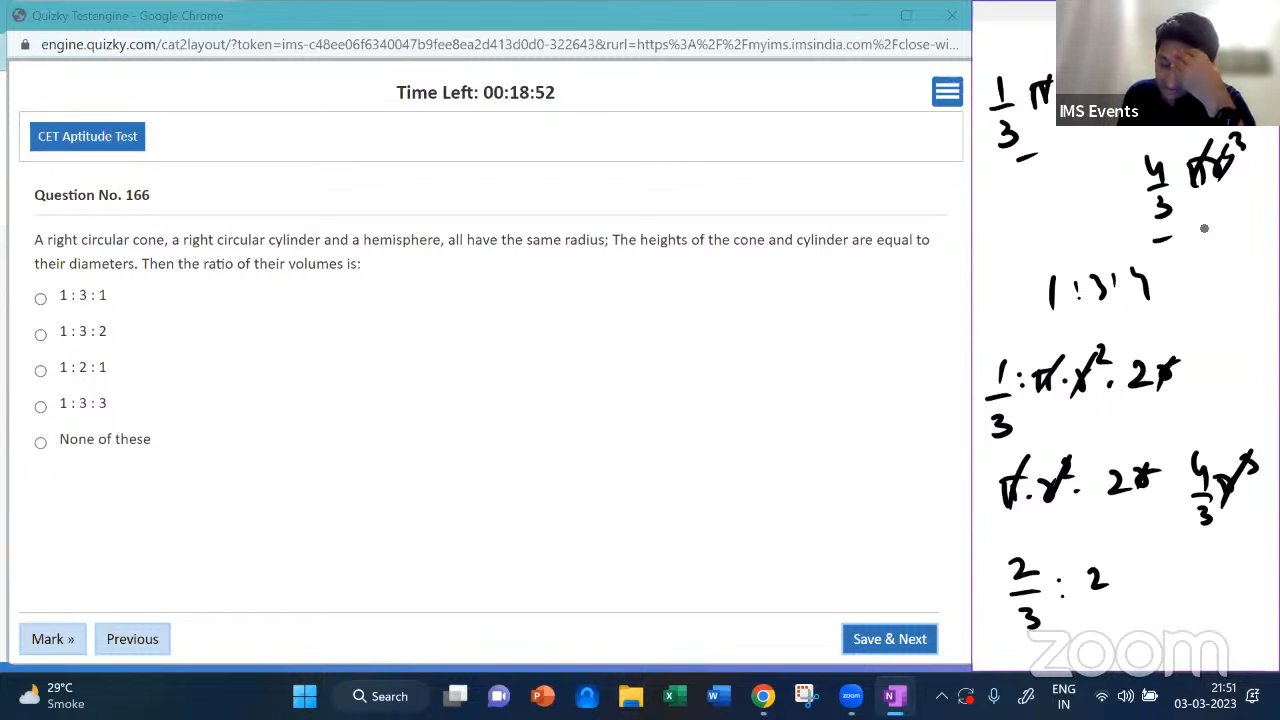 Quizky Testengine - Google Chrome
engine.quizky.com/cat2layout/?token=ims-c48ee06f6340047b9fee8ea2d413d0d0-322643&rurl=https%3A%2F%2Fmyims.imsindia.com%2Fclose-wi...
Time Left: 00:18:52
CET Aptitude Test
Question No. 166
A right circular cone, a right circular cylinder and a hemisphere, all have the same radius; The heights of the cone and cylinder are equal to
their diameters. Then the ratio of their volumes is:
1 : 3 : 1
1 : 3 : 2
1 : 2 : 1
1 : 3 : 3
None of these
Mark »
Previous
Save & Next
IMS Events
1/3 π
4/3 πr³
1 : 3 : 4
1/3 : π . r² . 2r
π . r² . 2r 4/3 r³
2/3 : 2
zoom
29°C
Smoke
Search
ENG
IN
21:51
03-03-2023